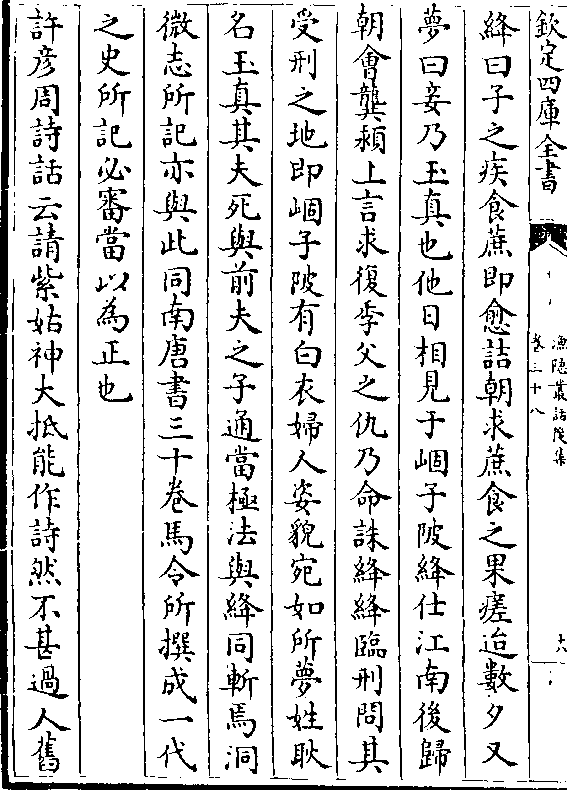 欽定四庫全書
漁隱叢話後集
卷三十八
六
絳曰子之疾食蔗即愈詰朝求蔗食之果瘥迨數夕又
夢曰妾乃玉真也他日相見于崓子陂絳仕江南後歸
朝會龔熲上言求復季父之仇乃命誅絳絳臨刑問其
受刑之地即崓子陂有白衣婦人姿貌宛如所夢姓耿
名玉真其夫死與前夫之子通當極法與絳同斬焉洞
微志所記亦與此同南唐書三十卷馬令所撰成一代
之史所記必審當以為正也
許彦周詩話云請紫姑神大抵能作詩然不甚過人舊